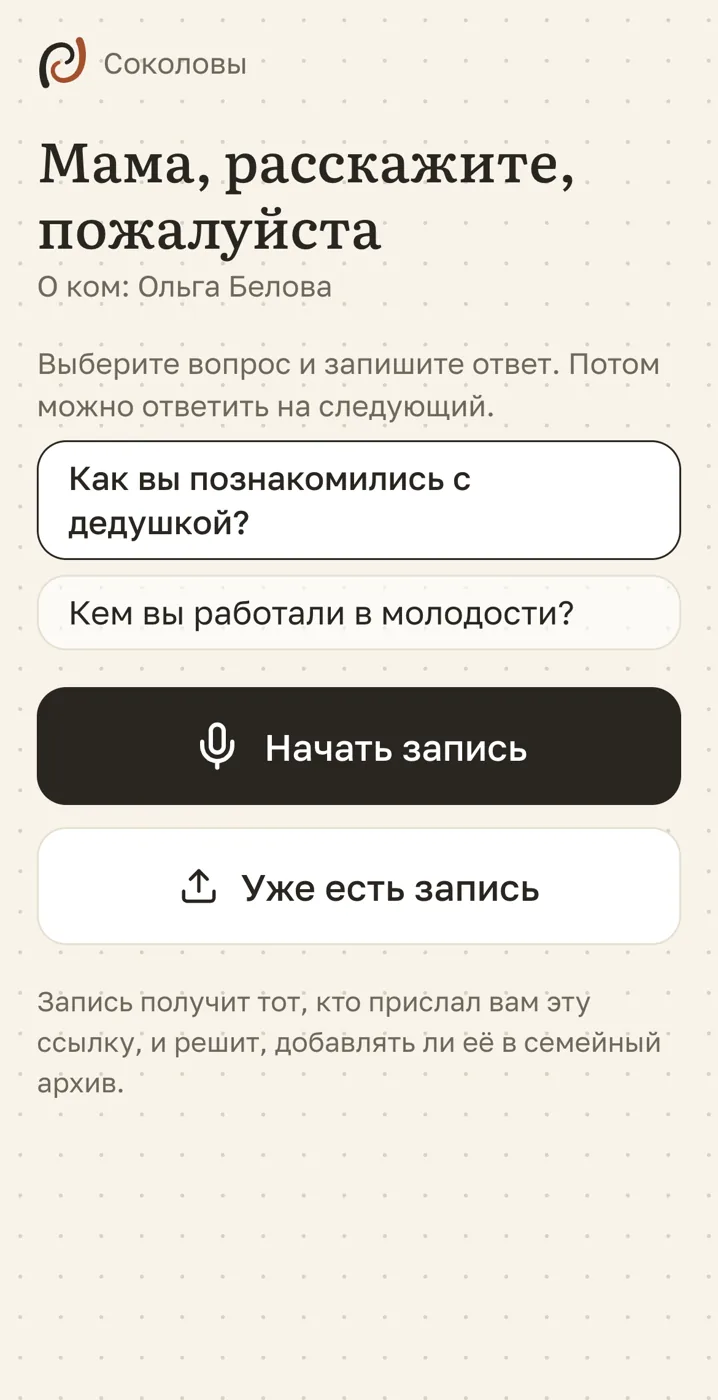 Соколовы
Мама, расскажите,
пожалуйста
О ком: Ольга Белова
Выберите вопрос и запишите ответ. Потом
можно ответить на следующий.
Как вы познакомились с
дедушкой?
Кем вы работали в молодости?
Начать запись
Уже есть запись
Запись получит тот, кто прислал вам эту
ссылку, и решит, добавлять ли её в семейный
архив.